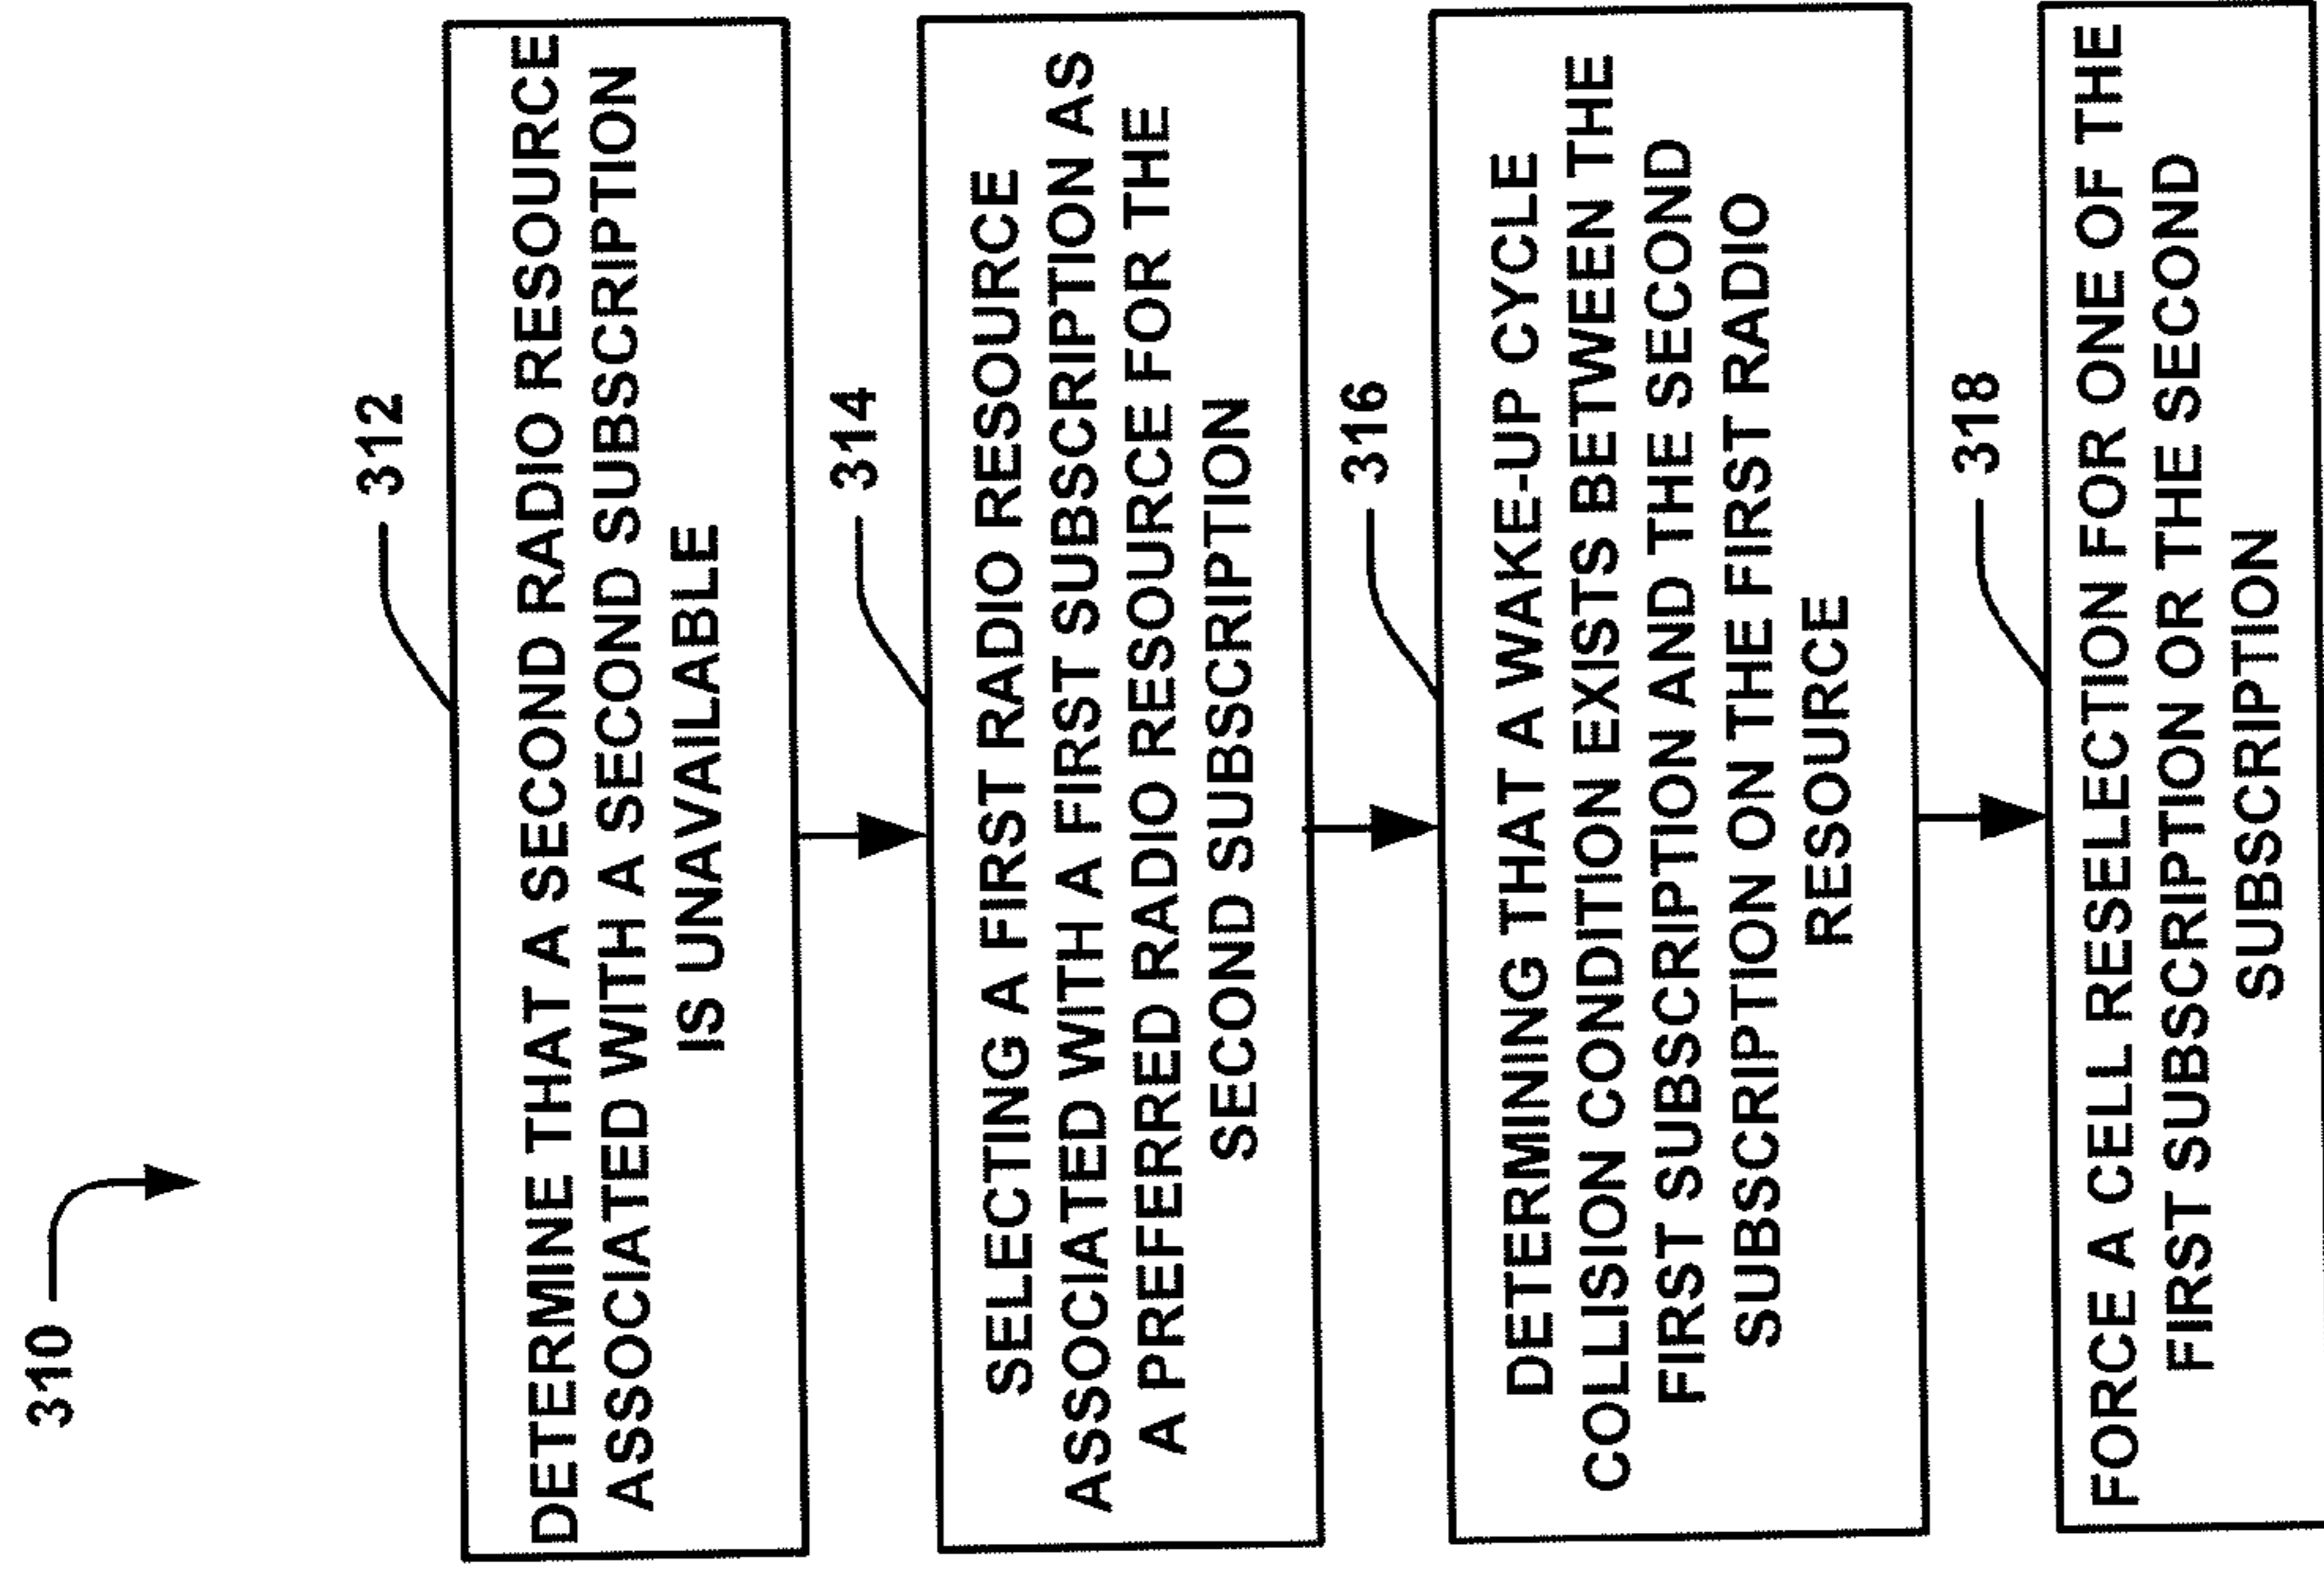 310
312
DETERMINE THAT A SECOND RADIO RESOURCE
ASSOCIATED WITH A SECOND SUBSCRIPTION
IS UNAVAILABLE
314
SELECTING A FIRST RADIO RESOURCE
ASSOCIATED WITH A FIRST SUBSCRIPTION AS
A PREFERRED RADIO RESOURCE FOR THE
SECOND SUBSCRIPTION
316
DETERMINING THAT A WAKE-UP CYCLE
COLLISION CONDITION EXISTS BETWEEN THE
FIRST SUBSCRIPTION AND THE SECOND
SUBSCRIPTION ON THE FIRST RADIO
RESOURCE
318
FORCE A CELL RESELECTION FOR ONE OF THE
FIRST SUBSCRIPTION OR THE SECOND
SUBSCRIPTION